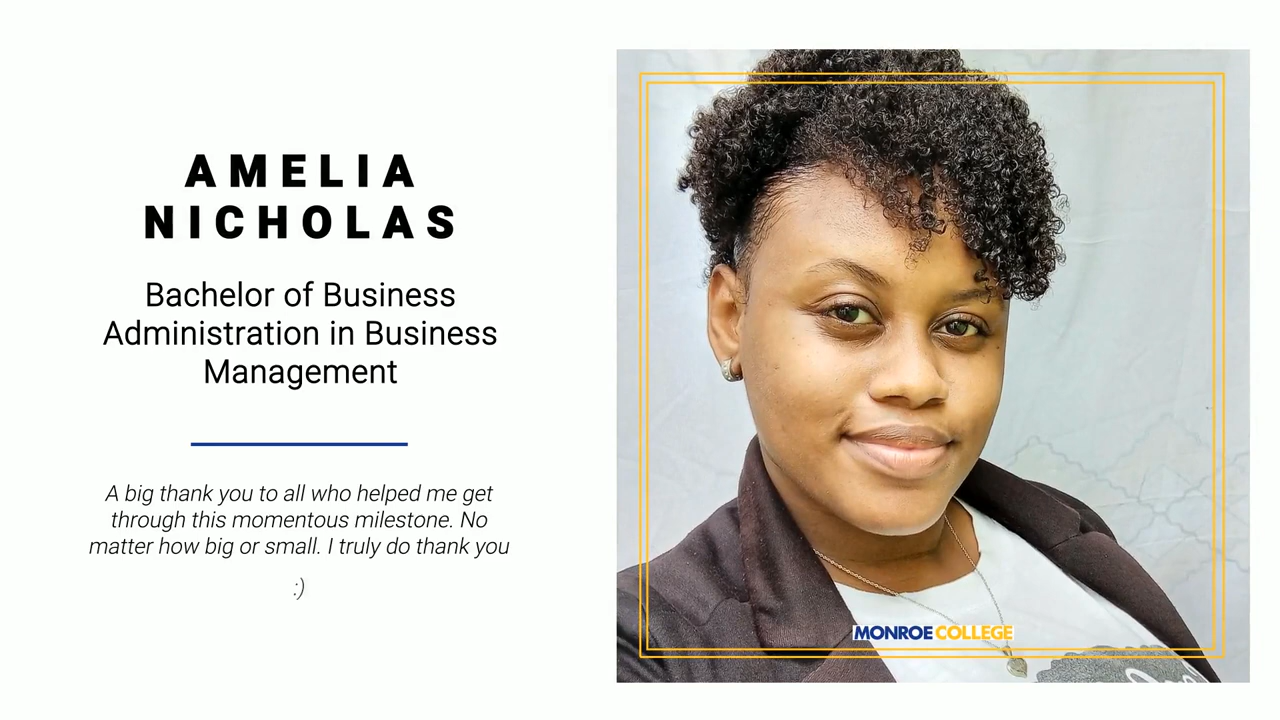 AMELIA
NICHOLAS
Bachelor of Business
Administration in Business
Management
A big thank you to all who helped me get
through this momentous milestone. No
matter how big or small. I truly do thank you
:)
MONROE COLLEGE